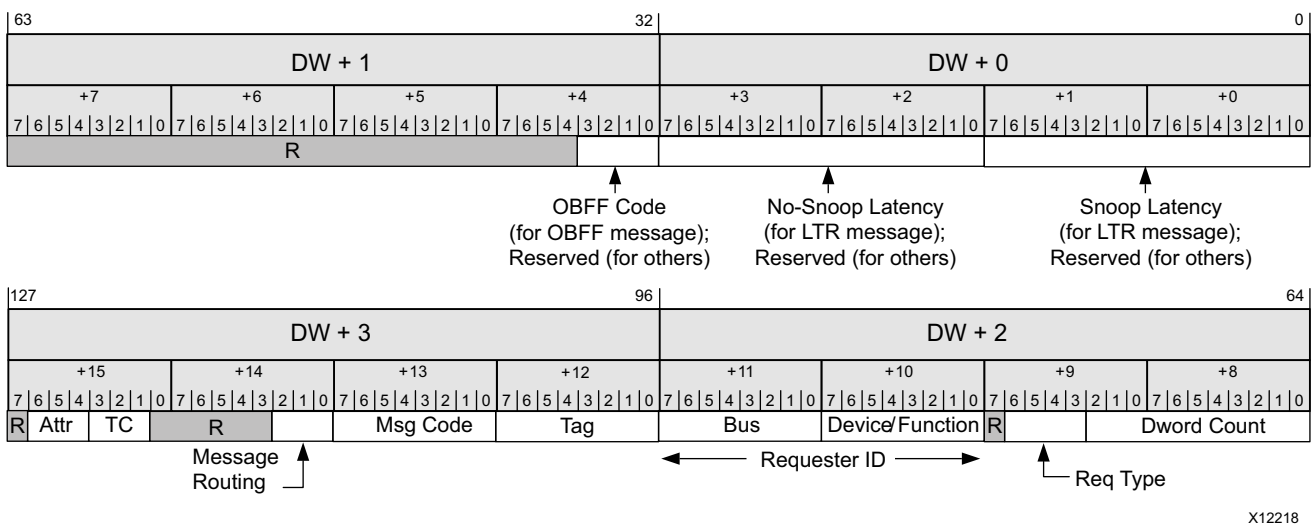 63 32 0
DW + 1 DW + 0
+7 +6 +5 +4 +3 +2 +1 +0
7 6 5 4 3 2 1 0 7 6 5 4 3 2 1 0 7 6 5 4 3 2 1 0 7 6 5 4 3 2 1 0 7 6 5 4 3 2 1 0 7 6 5 4 3 2 1 0 7 6 5 4 3 2 1 0 7 6 5 4 3 2 1 0
R
OBFF Code
(for OBFF message);
Reserved (for others)
No-Snoop Latency
(for LTR message);
Reserved (for others)
Snoop Latency
(for LTR message);
Reserved (for others)
127 96 64
DW + 3 DW + 2
+15 +14 +13 +12 +11 +10 +9 +8
7 6 5 4 3 2 1 0 7 6 5 4 3 2 1 0 7 6 5 4 3 2 1 0 7 6 5 4 3 2 1 0 7 6 5 4 3 2 1 0 7 6 5 4 3 2 1 0 7 6 5 4 3 2 1 0 7 6 5 4 3 2 1 0
R Attr TC R Msg Code Tag Bus Device/Function R Dword Count
Message
Routing
Requester ID
Req Type
X12218